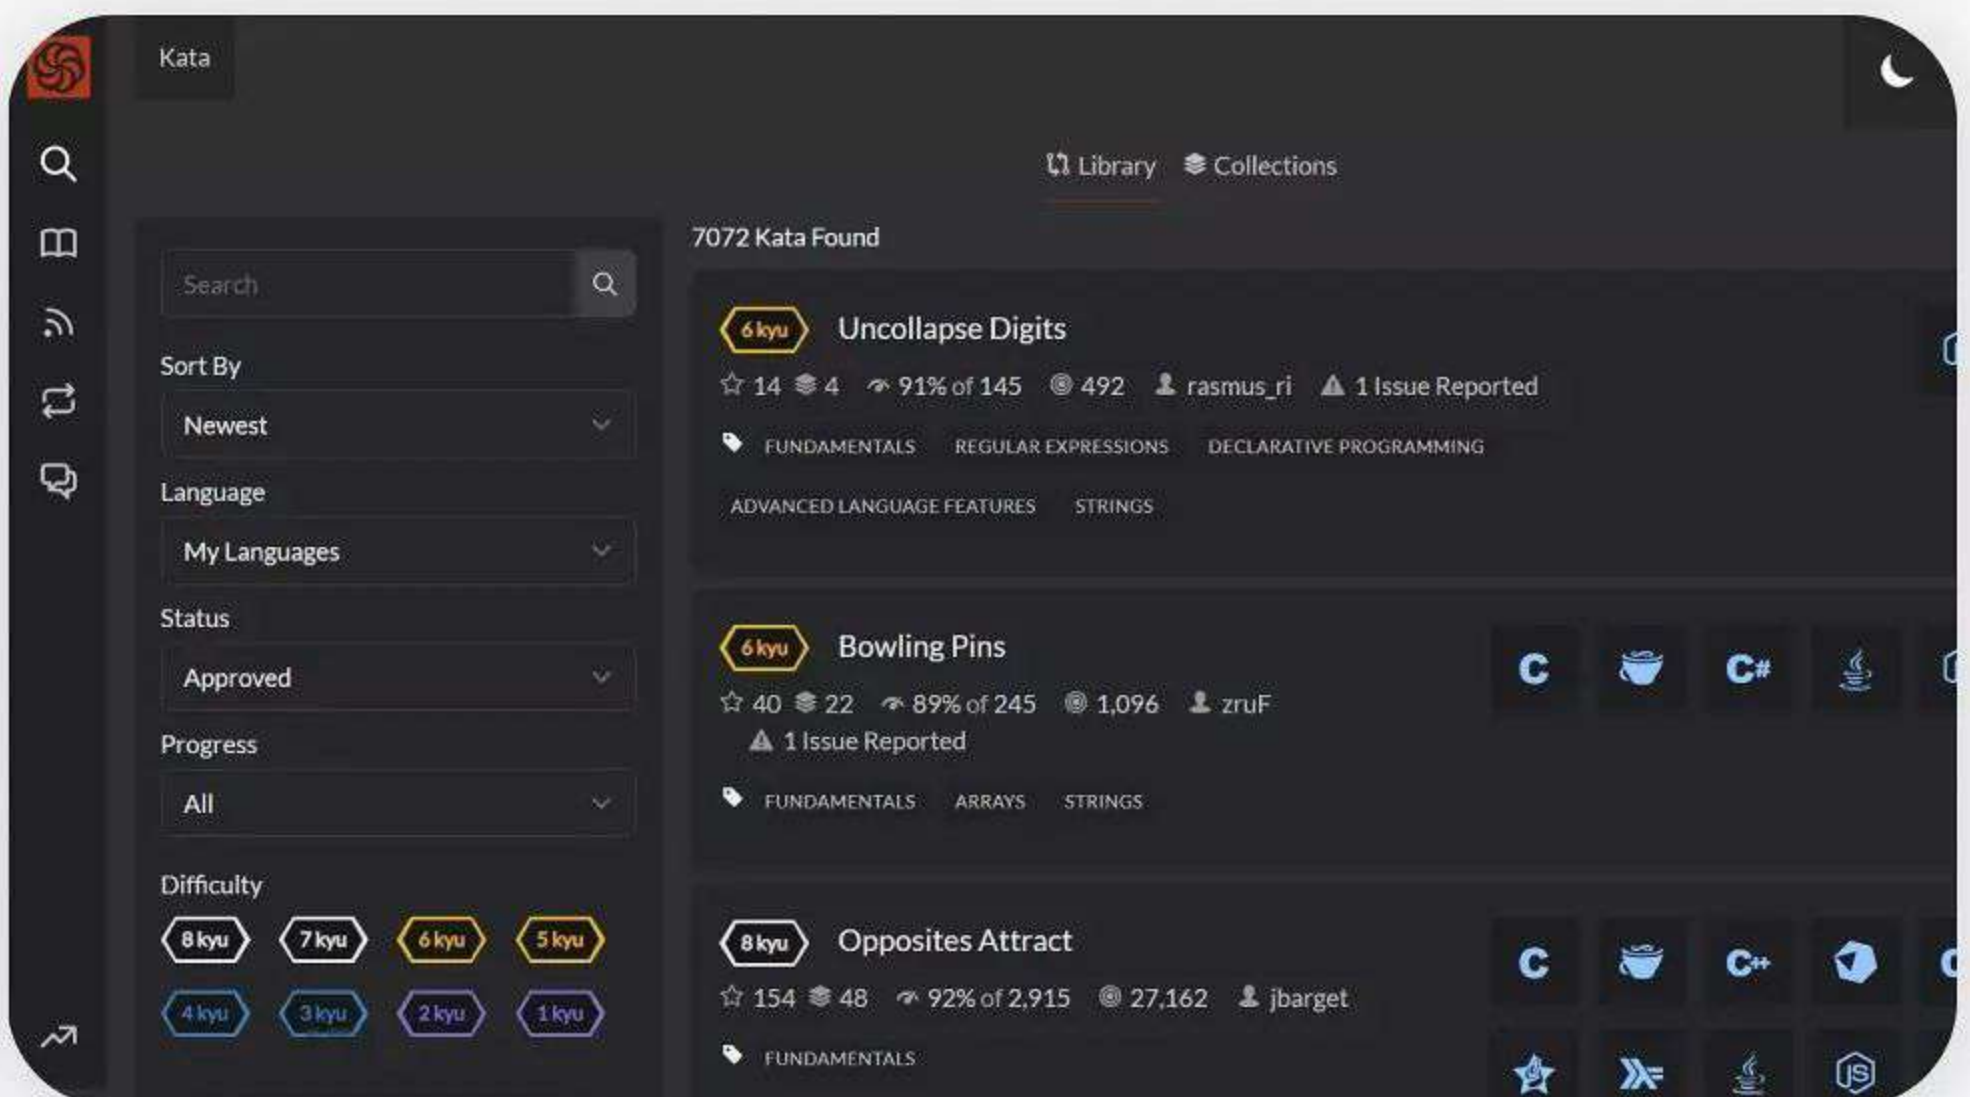 Kata
Library Collections
Search
Sort By
Newest
Language
My Languages
Status
Approved
Progress
All
Difficulty
8 kyu 7 kyu 6 kyu 5 kyu
4 kyu 3 kyu 2 kyu 1 kyu
7072 Kata Found
6 kyu Uncollapse Digits
14 4 91% of 145 492 rasmus_ri 1 Issue Reported
FUNDAMENTALS REGULAR EXPRESSIONS DECLARATIVE PROGRAMMING
ADVANCED LANGUAGE FEATURES STRINGS
6 kyu Bowling Pins
C C#
40 22 89% of 245 1,096 zruF
1 Issue Reported
FUNDAMENTALS ARRAYS STRINGS
8 kyu Opposites Attract
C C++
154 48 92% of 2,915 27,162 jbarget
FUNDAMENTALS
JS